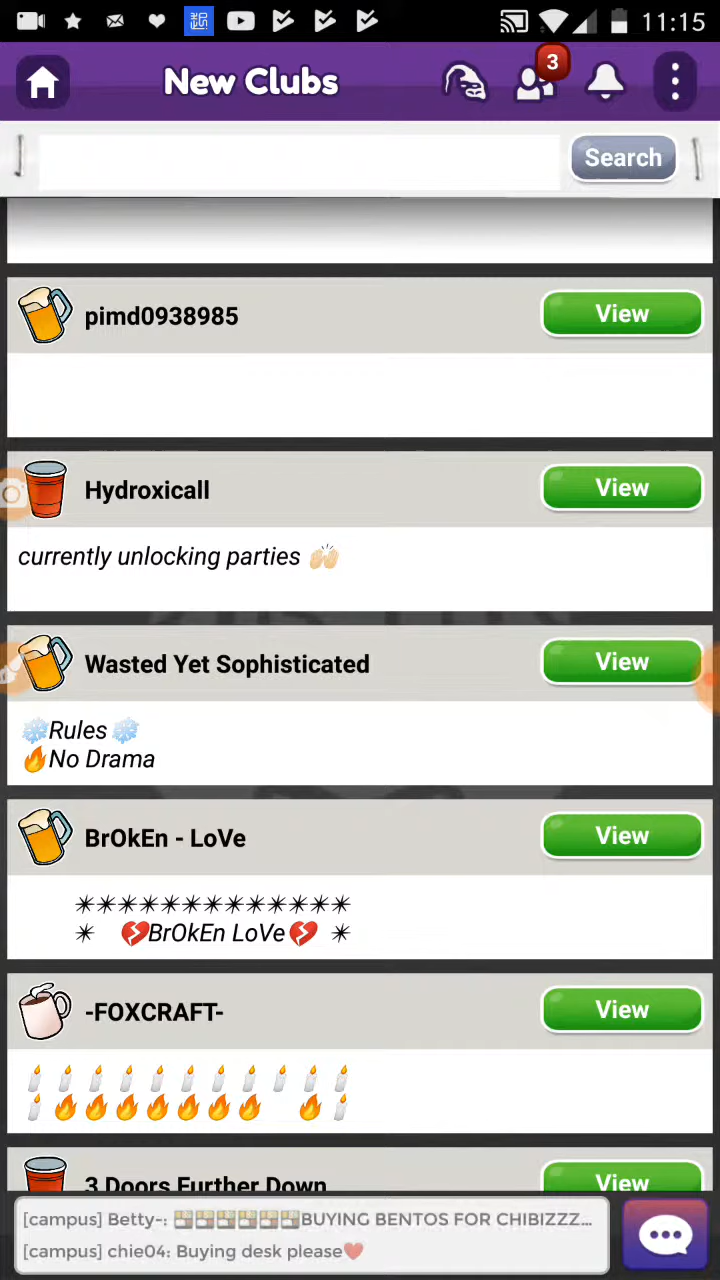 11:15
New Clubs
3
Search
pimd0938985
View
Hydroxicall
View
currently unlocking parties 🙌🏻
Wasted Yet Sophisticated
View
❄️Rules❄️
🔥No Drama
BrOkEn - LoVe
View
✴✴✴✴✴✴✴✴✴✴✴✴✴
✴ 💔BrOkEn LoVe💔 ✴
-FOXCRAFT-
View
🕯🕯🕯🕯🕯🕯🕯🕯🕯🕯🕯
🕯🔥🔥🔥🔥🔥🔥🔥 🔥🕯
3 Doors Further Down
View
[campus] Betty-: 🍱🍱🍱🍱🍱🍱BUYING BENTOS FOR CHIBIZZZ...
[campus] chie04: Buying desk please❤️